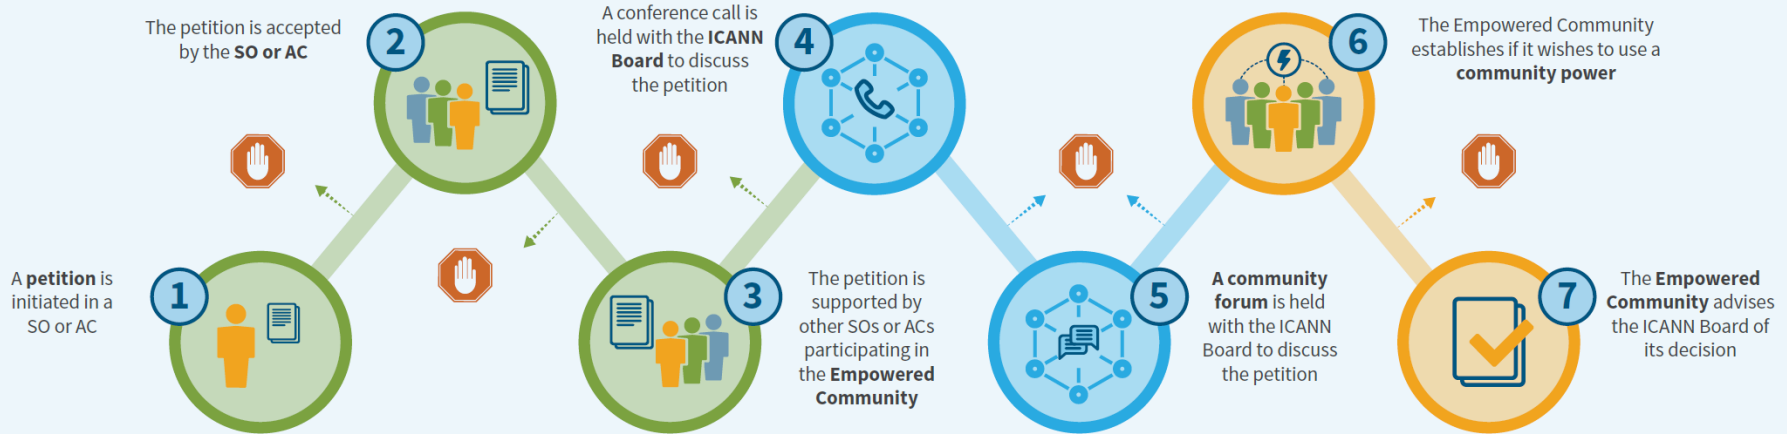 1
A petition is
initiated in a
SO or AC
2
The petition is accepted
by the SO or AC
3
The petition is
supported by
other SOs or ACs
participating in
the Empowered
Community
4
A conference call is
held with the ICANN
Board to discuss
the petition
5
A community
forum is held
with the ICANN
Board to discuss
the petition
6
The Empowered Community
establishes if it wishes to use a
community power
7
The Empowered
Community advises
the ICANN Board of
its decision